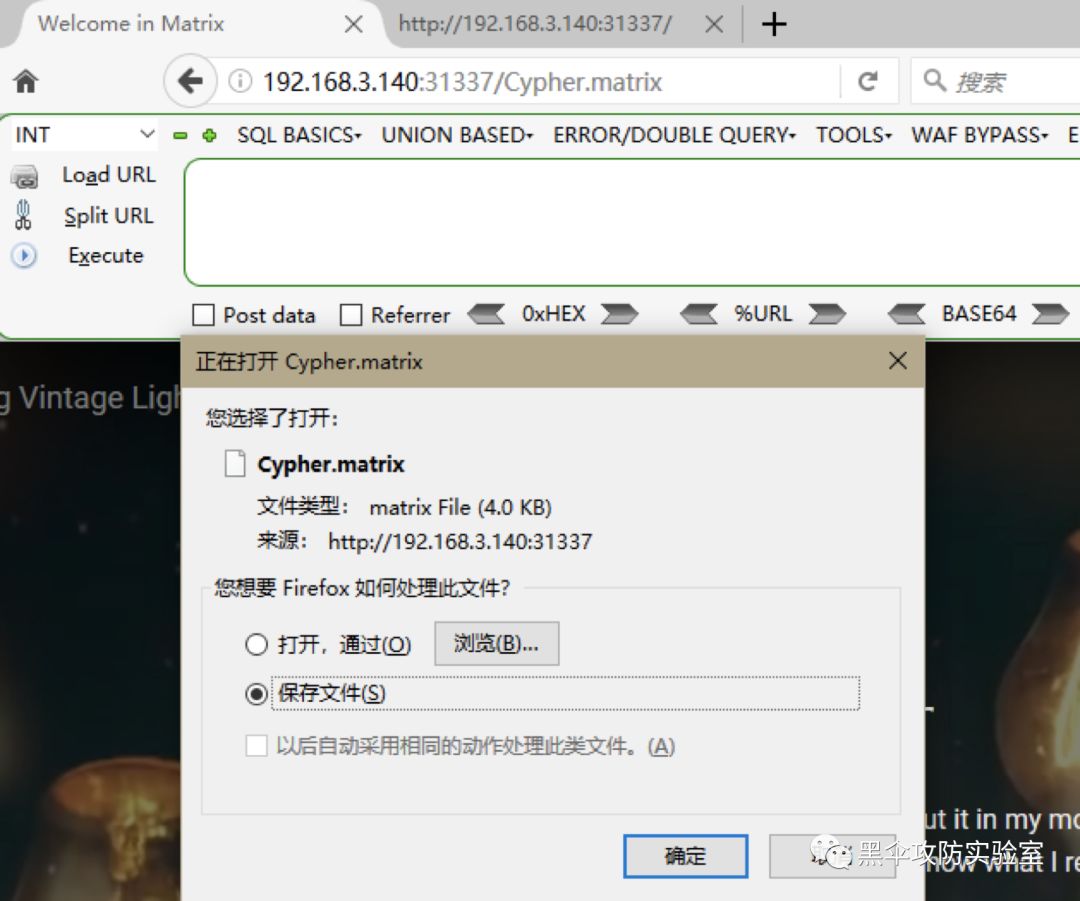 Welcome in Matrix
http://192.168.3.140:31337/
192.168.3.140:31337/Cypher.matrix
搜索
INT
SQL BASICS
UNION BASED
ERROR/DOUBLE QUERY
TOOLS
WAF BYPASS
E
Load URL
Split URL
Execute
Post data
Referrer
0xHEX
%URL
BASE64
正在打开 Cypher.matrix
g Vintage Ligh
您选择了打开:
Cypher.matrix
文件类型: matrix File (4.0 KB)
来源: http://192.168.3.140:31337
您想要 Firefox 如何处理此文件?
打开，通过(O)
浏览(B)...
保存文件(S)
以后自动采用相同的动作处理此类文件。(A)
ut it in my mo
确定
黑伞攻防实验室
now what I re